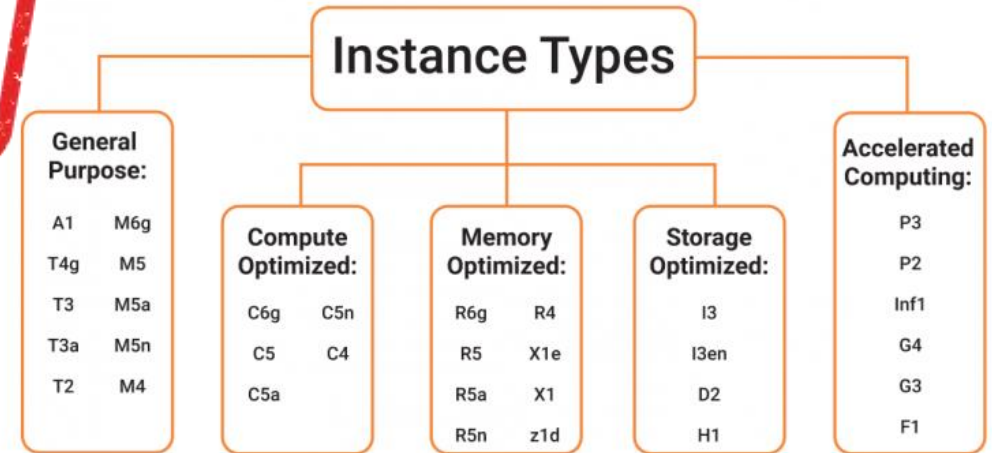 Instance Types
General
Purpose:
A1 M6g
T4g M5
T3 M5a
T3a M5n
T2 M4
Compute
Optimized:
C6g C5n
C5 C4
C5a
Memory
Optimized:
R6g R4
R5 X1e
R5a X1
R5n z1d
Storage
Optimized:
I3
I3en
D2
H1
Accelerated
Computing:
P3
P2
Inf1
G4
G3
F1